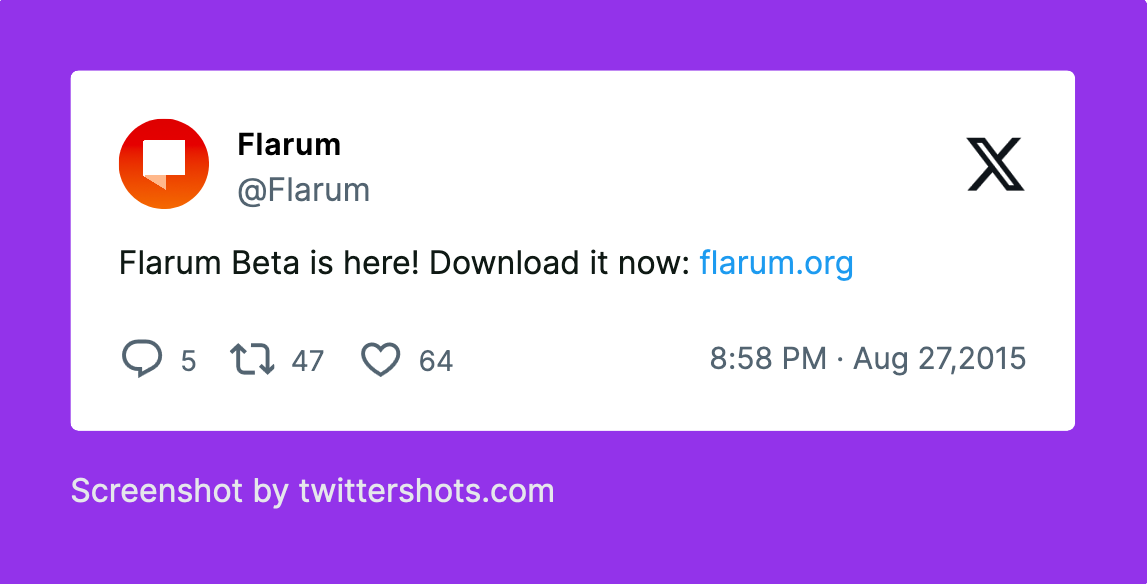 Flarum
@Flarum
Flarum Beta is here! Download it now: flarum.org
5 47 64 8:58 PM · Aug 27,2015
Screenshot by twittershots.com